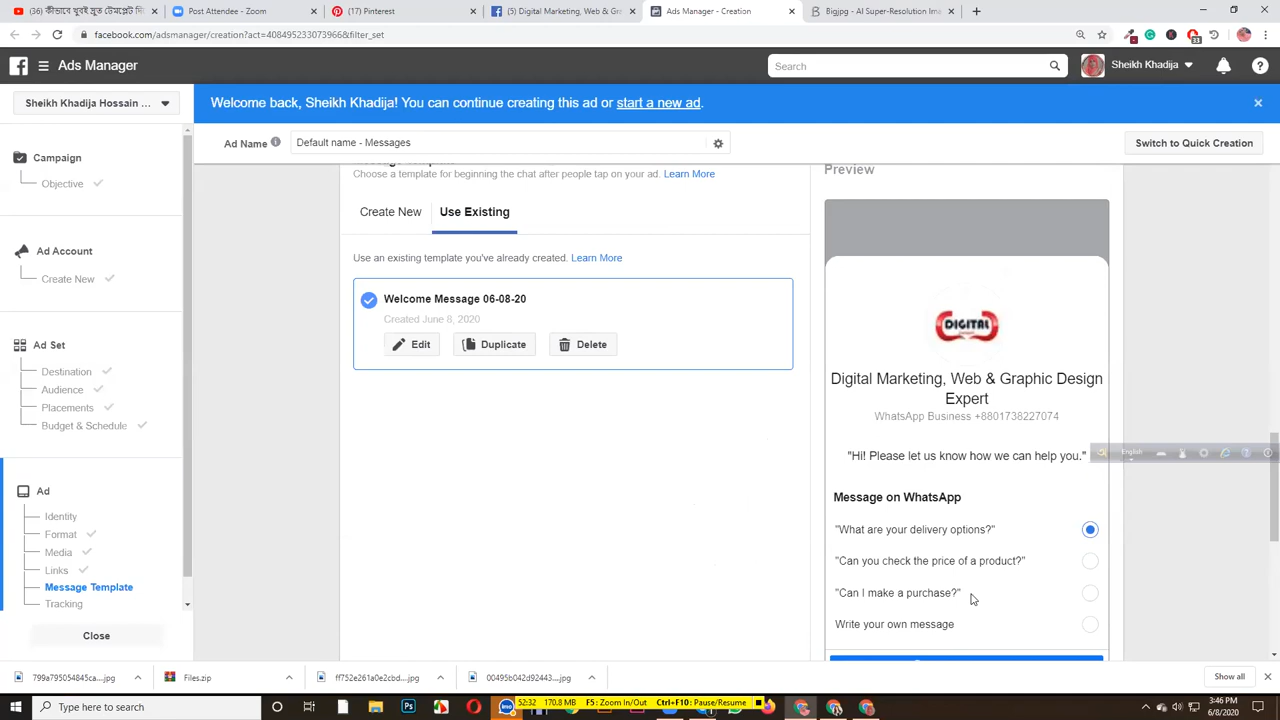 কীভাবে খুবই দ্রুত টেমপ্লেট ডি
Post Attendee - Zoom
(17) Pinterest
(5) Digital Marketing, Web & Gr
Ads Manager - Creation
Bigjpg - AI Super-Resolution Ima
facebook.com/adsmanager/creation?act=4084952330739668&filter_set
Ads Manager
Search
Sheikh Khadija
Sheikh Khadija Hossain ...
Welcome back, Sheikh Khadija! You can continue creating this ad or start a new ad.
Ad Name
Default name - Messages
Switch to Quick Creation
Campaign
Objective
Ad Account
Create New
Ad Set
Destination
Audience
Placements
Budget & Schedule
Ad
Identity
Format
Media
Links
Message Template
Tracking
Close
Choose a template for beginning the chat after people tap on your ad. Learn More
Create New
Use Existing
Use an existing template you've already created. Learn More
Welcome Message 06-08-20
Created June 8, 2020
Edit
Duplicate
Delete
Preview
DIGITAL
Digital Marketing, Web & Graphic Design
Expert
WhatsApp Business +8801738227074
"Hi! Please let us know how we can help you."
English
Message on WhatsApp
"What are your delivery options?"
"Can you check the price of a product?"
"Can I make a purchase?"
Write your own message
799a795054845ca....jpg
Files.zip
ff752e261a0e2cbd....jpg
00495b042d92443....jpg
Show all
Type here to search
52:32
170.8 MB
F5: Zoom In/Out
Ctrl+F10: Pause/Resume
3:46 PM
6/8/2020